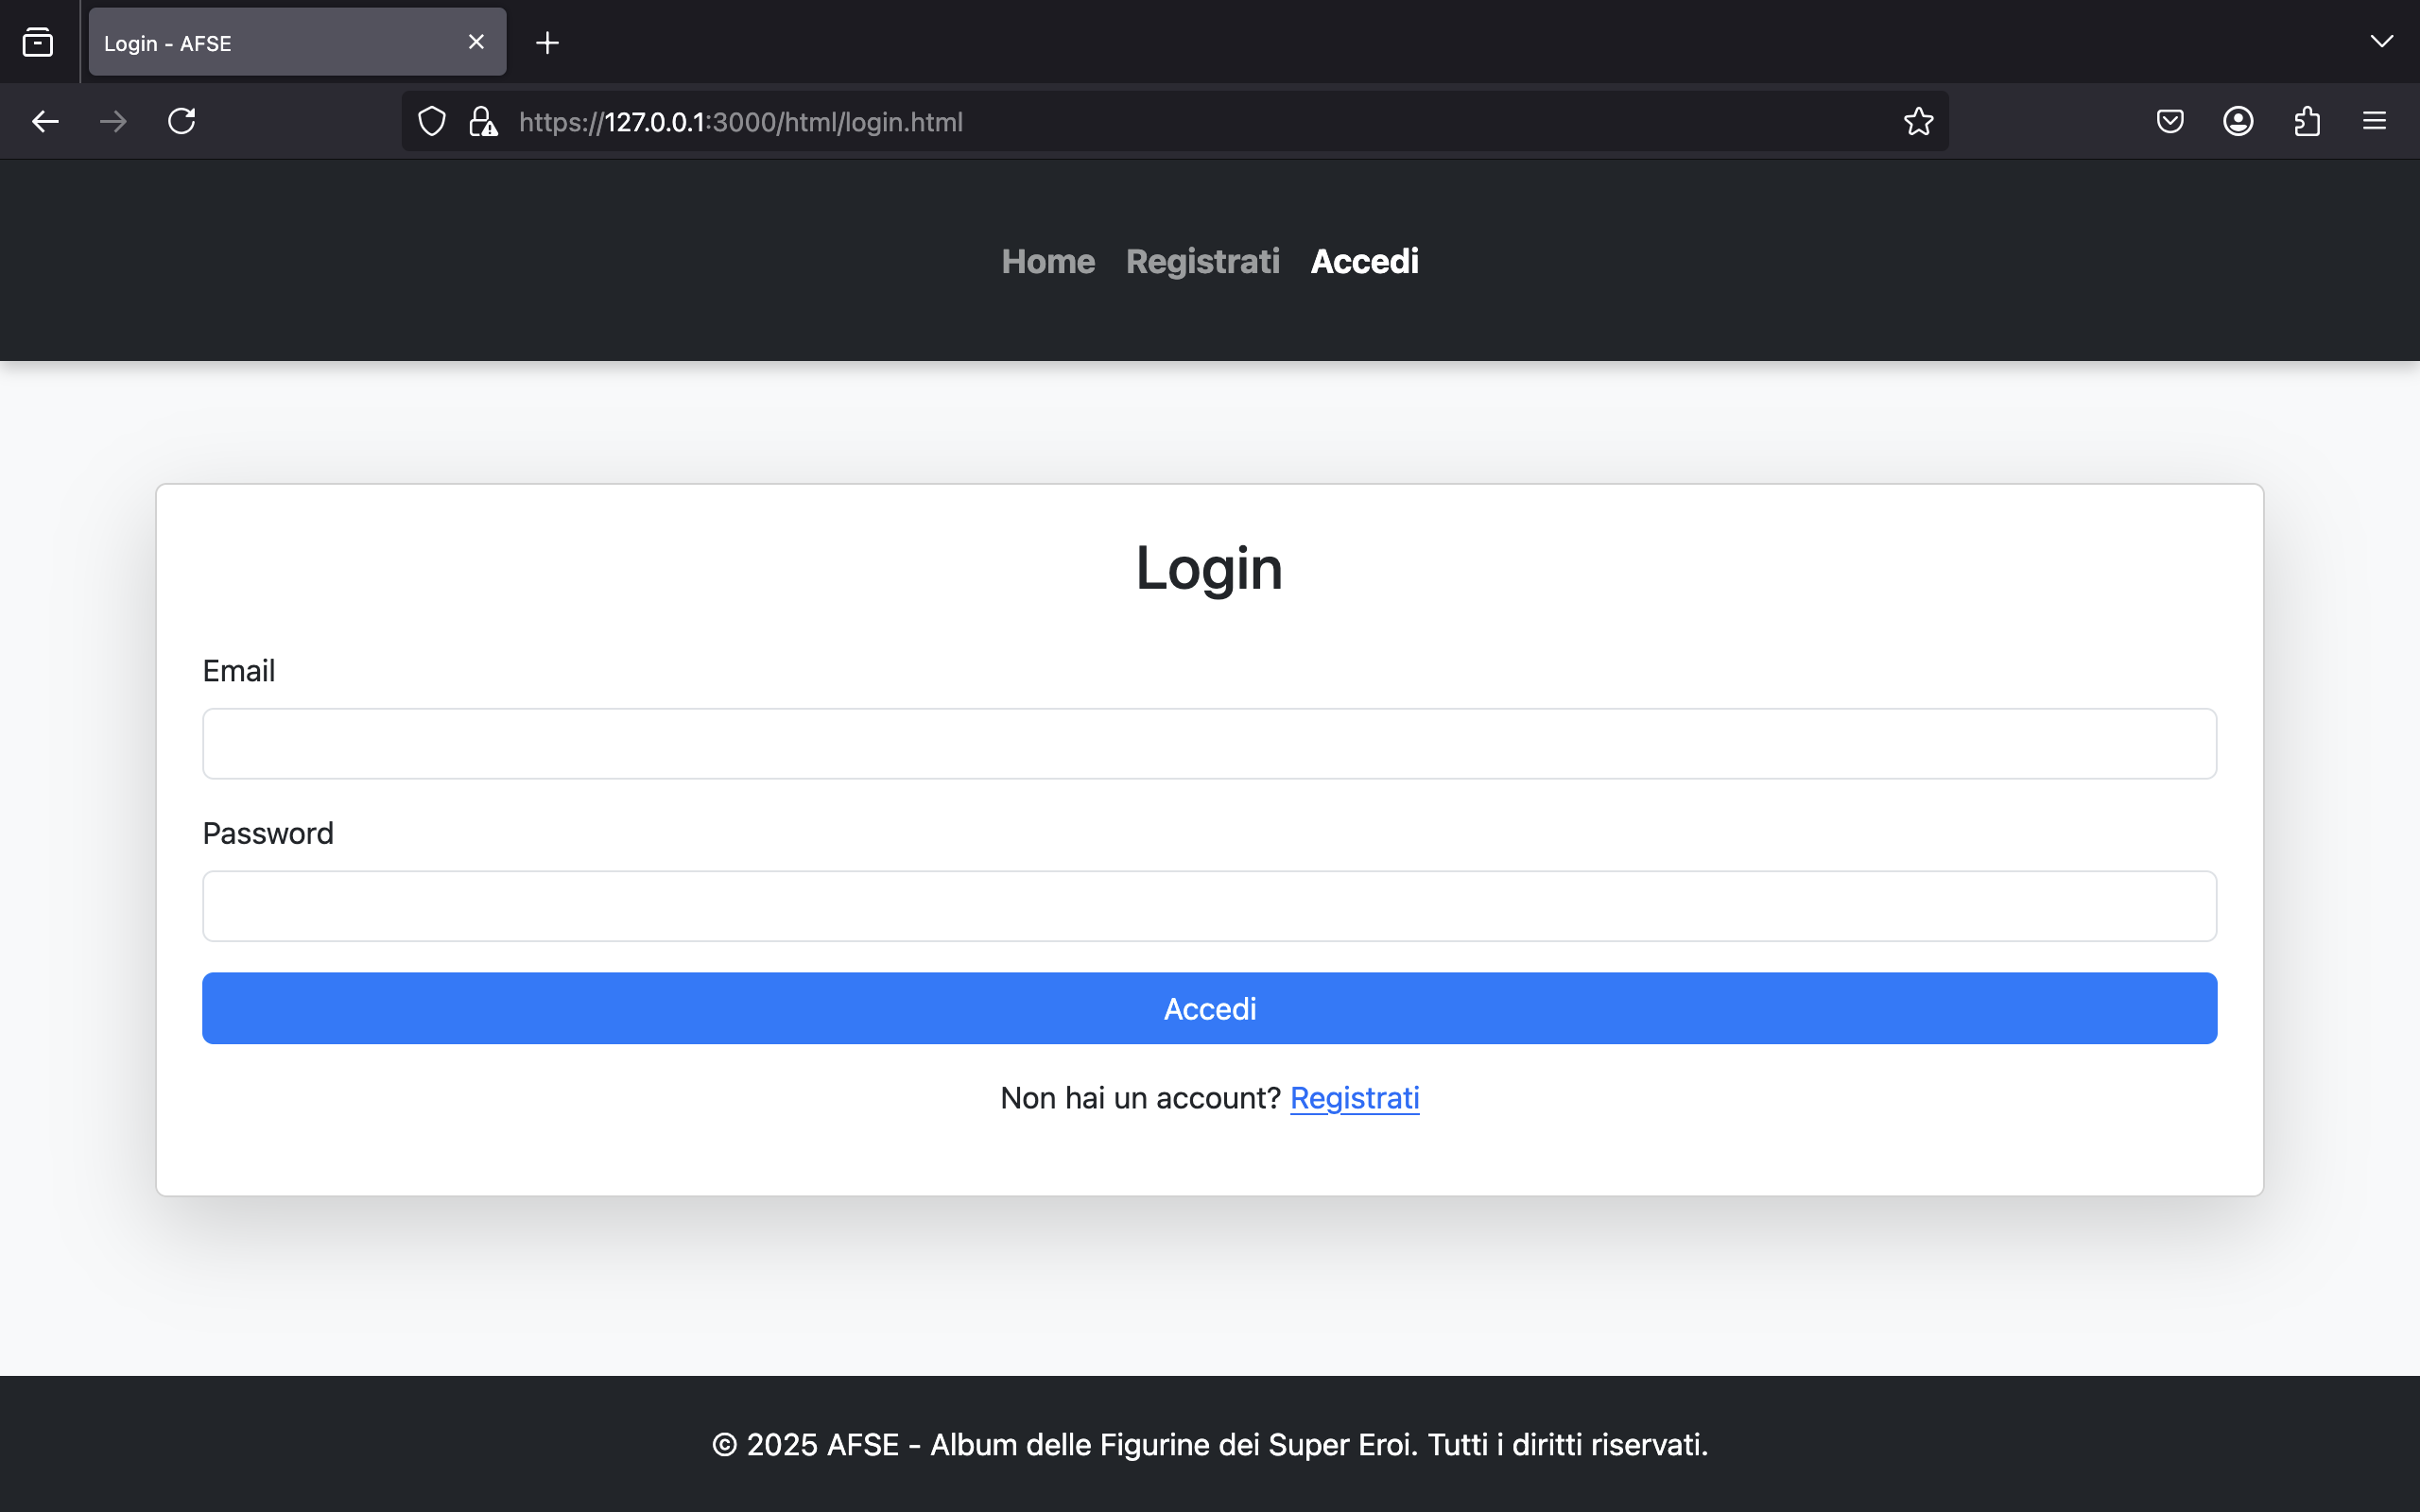 Login - AFSE
https://127.0.0.1:3000/html/login.html
Home Registrati Accedi
Login
Email
Password
Accedi
Non hai un account? Registrati
© 2025 AFSE - Album delle Figurine dei Super Eroi. Tutti i diritti riservati.